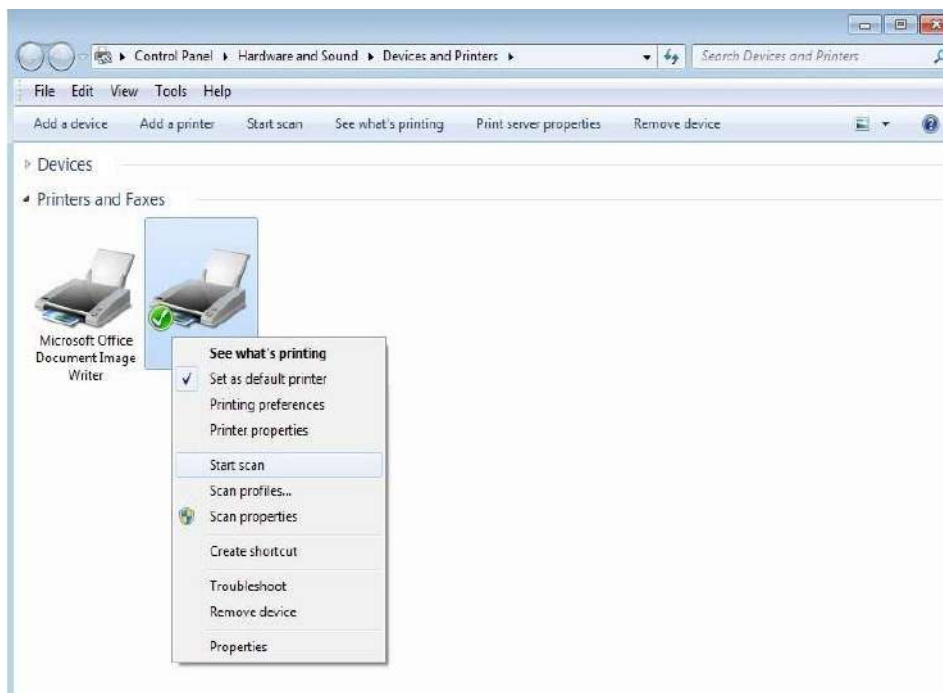 Control Panel Hardware and Sound Devices and Printers Search Devices and Printers
File Edit View Tools Help
Add a device Add a printer Start scan See what's printing Print server properties Remove device
Devices
Printers and Faxes
Microsoft Office
Document Image
Writer
See what's printing
Set as default printer
Printing preferences
Printer properties
Start scan
Scan profiles...
Scan properties
Create shortcut
Troubleshoot
Remove device
Properties